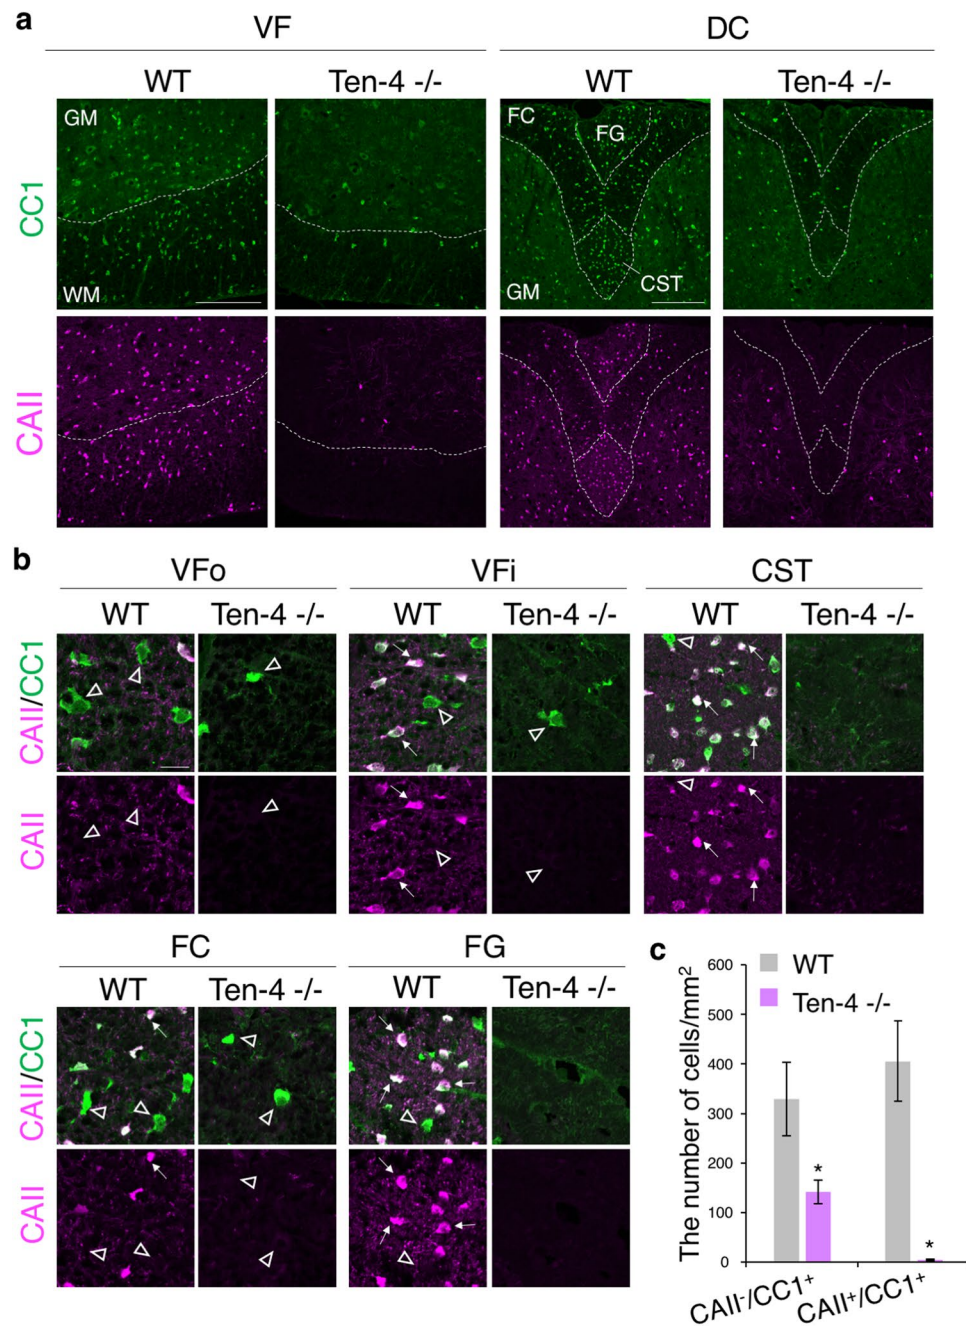 a
VF
DC
WT
Ten-4 -/-
WT
Ten-4 -/-
CC1
GM
WM
FC
FG
GM
CST
CAII
b
VFo
VFi
CST
WT
Ten-4 -/-
WT
Ten-4 -/-
WT
Ten-4 -/-
CAII/CC1
CAII
FC
FG
WT
Ten-4 -/-
WT
Ten-4 -/-
CAII/CC1
CAII
c
The number of cells/mm²
600
500
400
300
200
100
0
WT
Ten-4 -/-
*
*
CAII⁻/CC1⁺
CAII⁺/CC1⁺